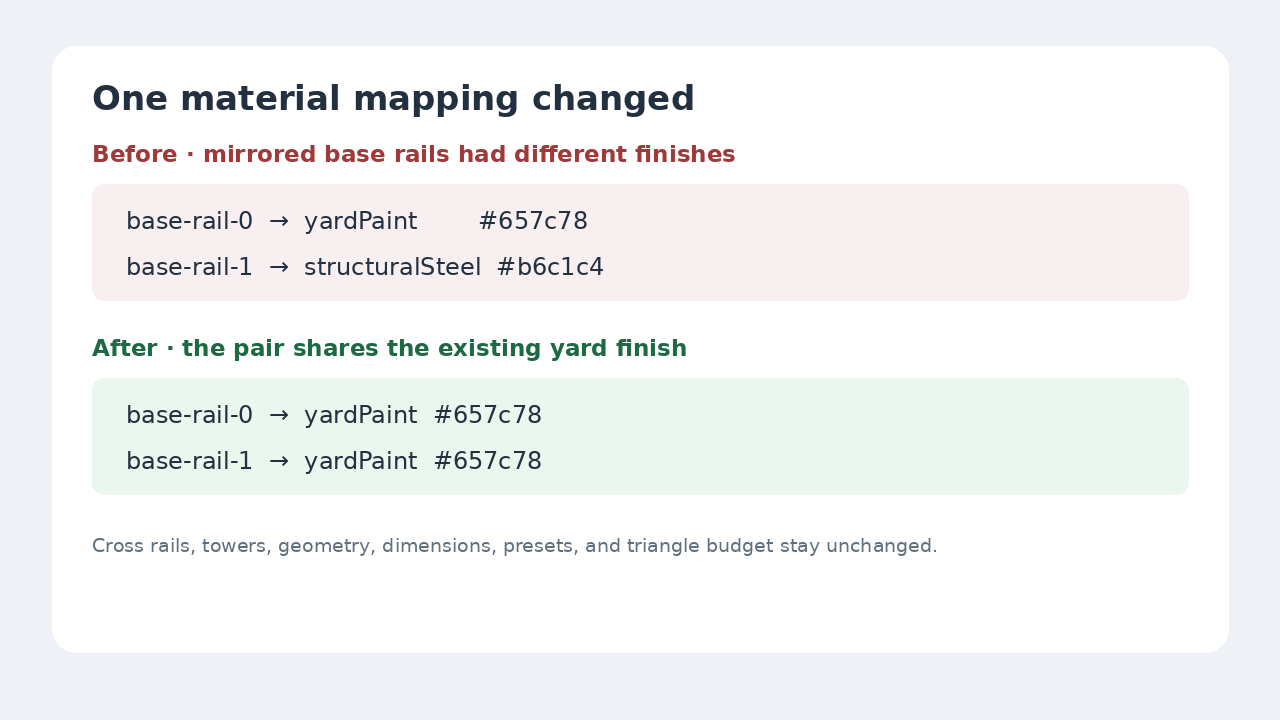 One material mapping changed
Before · mirrored base rails had different finishes
base-rail-0 → yardPaint #657c78
base-rail-1 → structuralSteel #b6c1c4
After · the pair shares the existing yard finish
base-rail-0 → yardPaint #657c78
base-rail-1 → yardPaint #657c78
Cross rails, towers, geometry, dimensions, presets, and triangle budget stay unchanged.